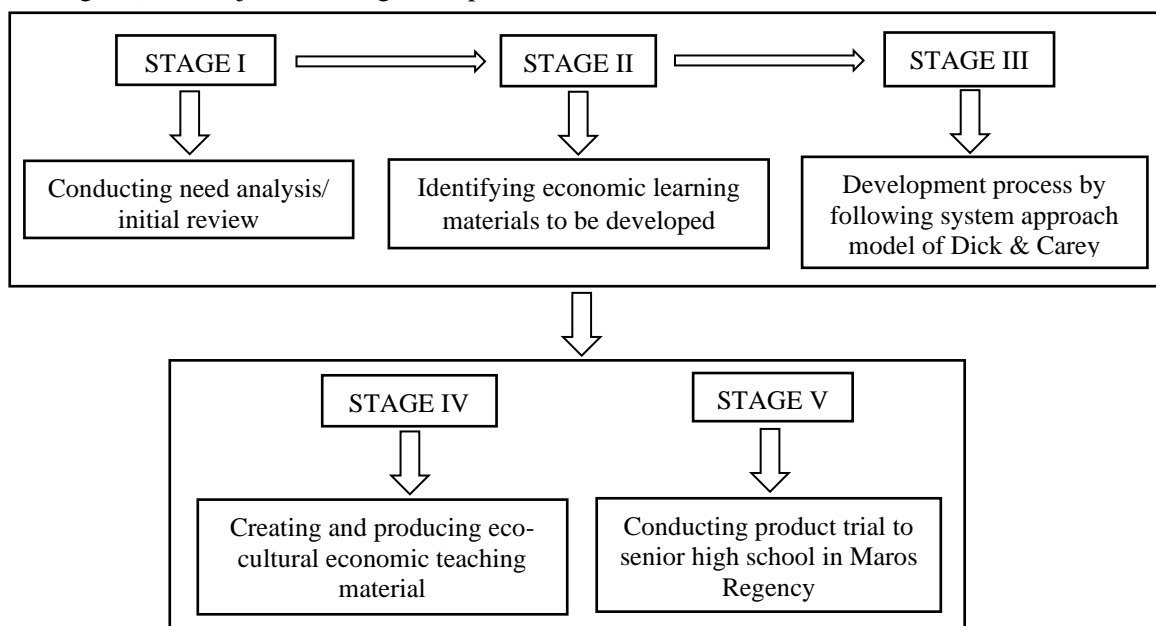 STAGE I
STAGE II
STAGE III
Conducting need analysis/
initial review
Identifying economic learning
materials to be developed
Development process by
following system approach
model of Dick & Carey
STAGE IV
STAGE V
Creating and producing eco-
cultural economic teaching
material
Conducting product trial to
senior high school in Maros
Regency